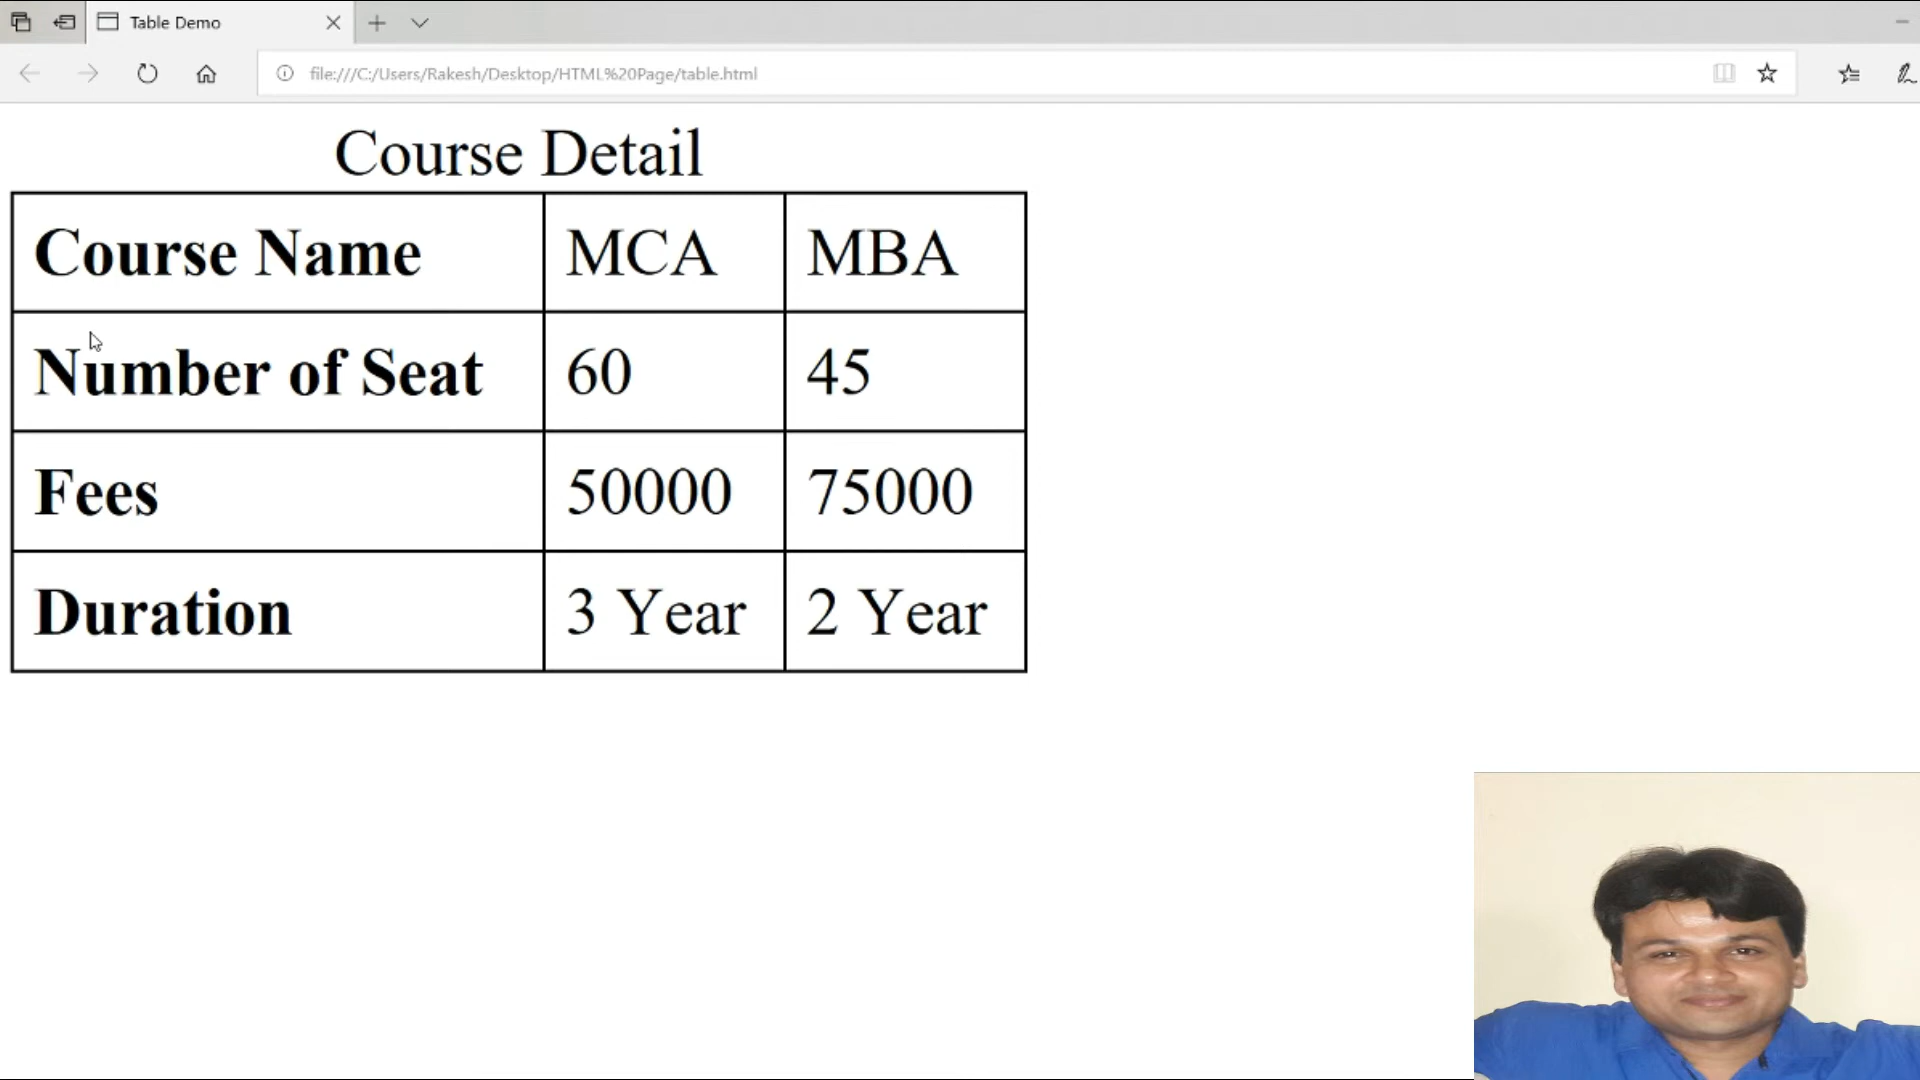 Table Demo
file:///C:/Users/Rakesh/Desktop/HTML%20Page/table.html
Course Detail
Course Name MCA MBA
Number of Seat 60 45
Fees 50000 75000
Duration 3 Year 2 Year